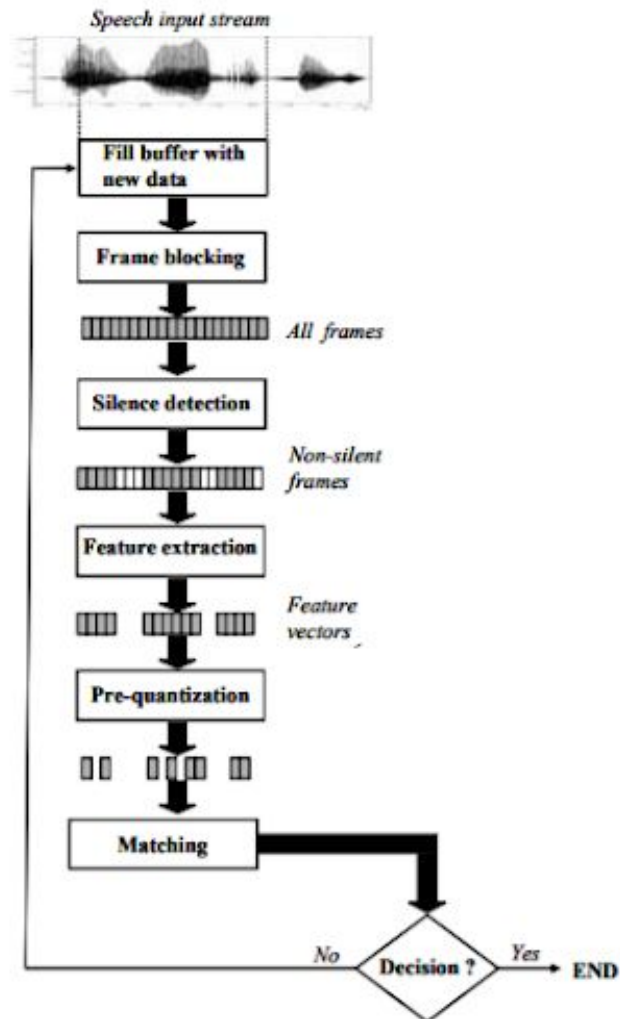 Speech input stream
Fill buffer with
new data
Frame blocking
All frames
Silence detection
Non-silent
frames
Feature extraction
Feature
vectors
Pre-quantization
Matching
No
Decision ?
Yes
END